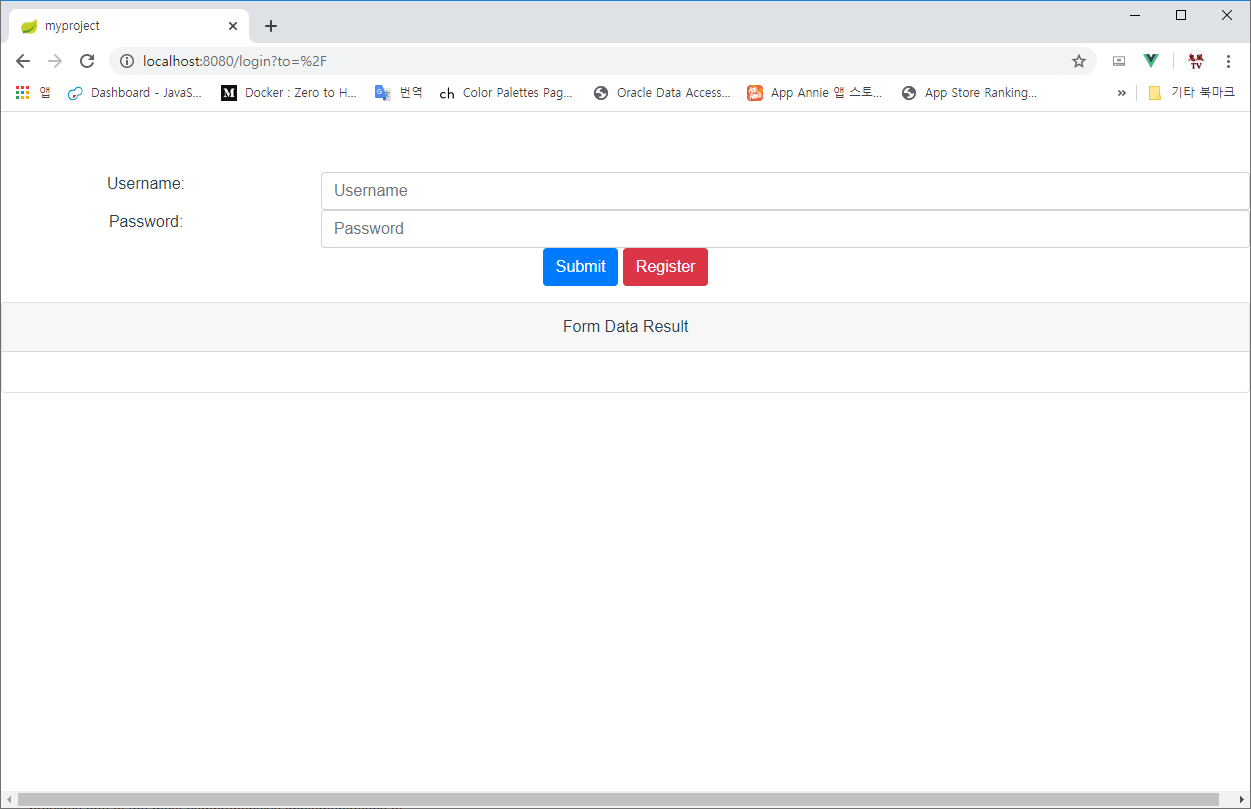 myproject
localhost:8080/login?to=%2F
앱 Dashboard - JavaS... M Docker : Zero to H... 번역 ch Color Palettes Pag... Oracle Data Access... App Annie 앱 스토... App Store Ranking... » 기타 북마크
Username: Username
Password: Password
Submit Register
Form Data Result